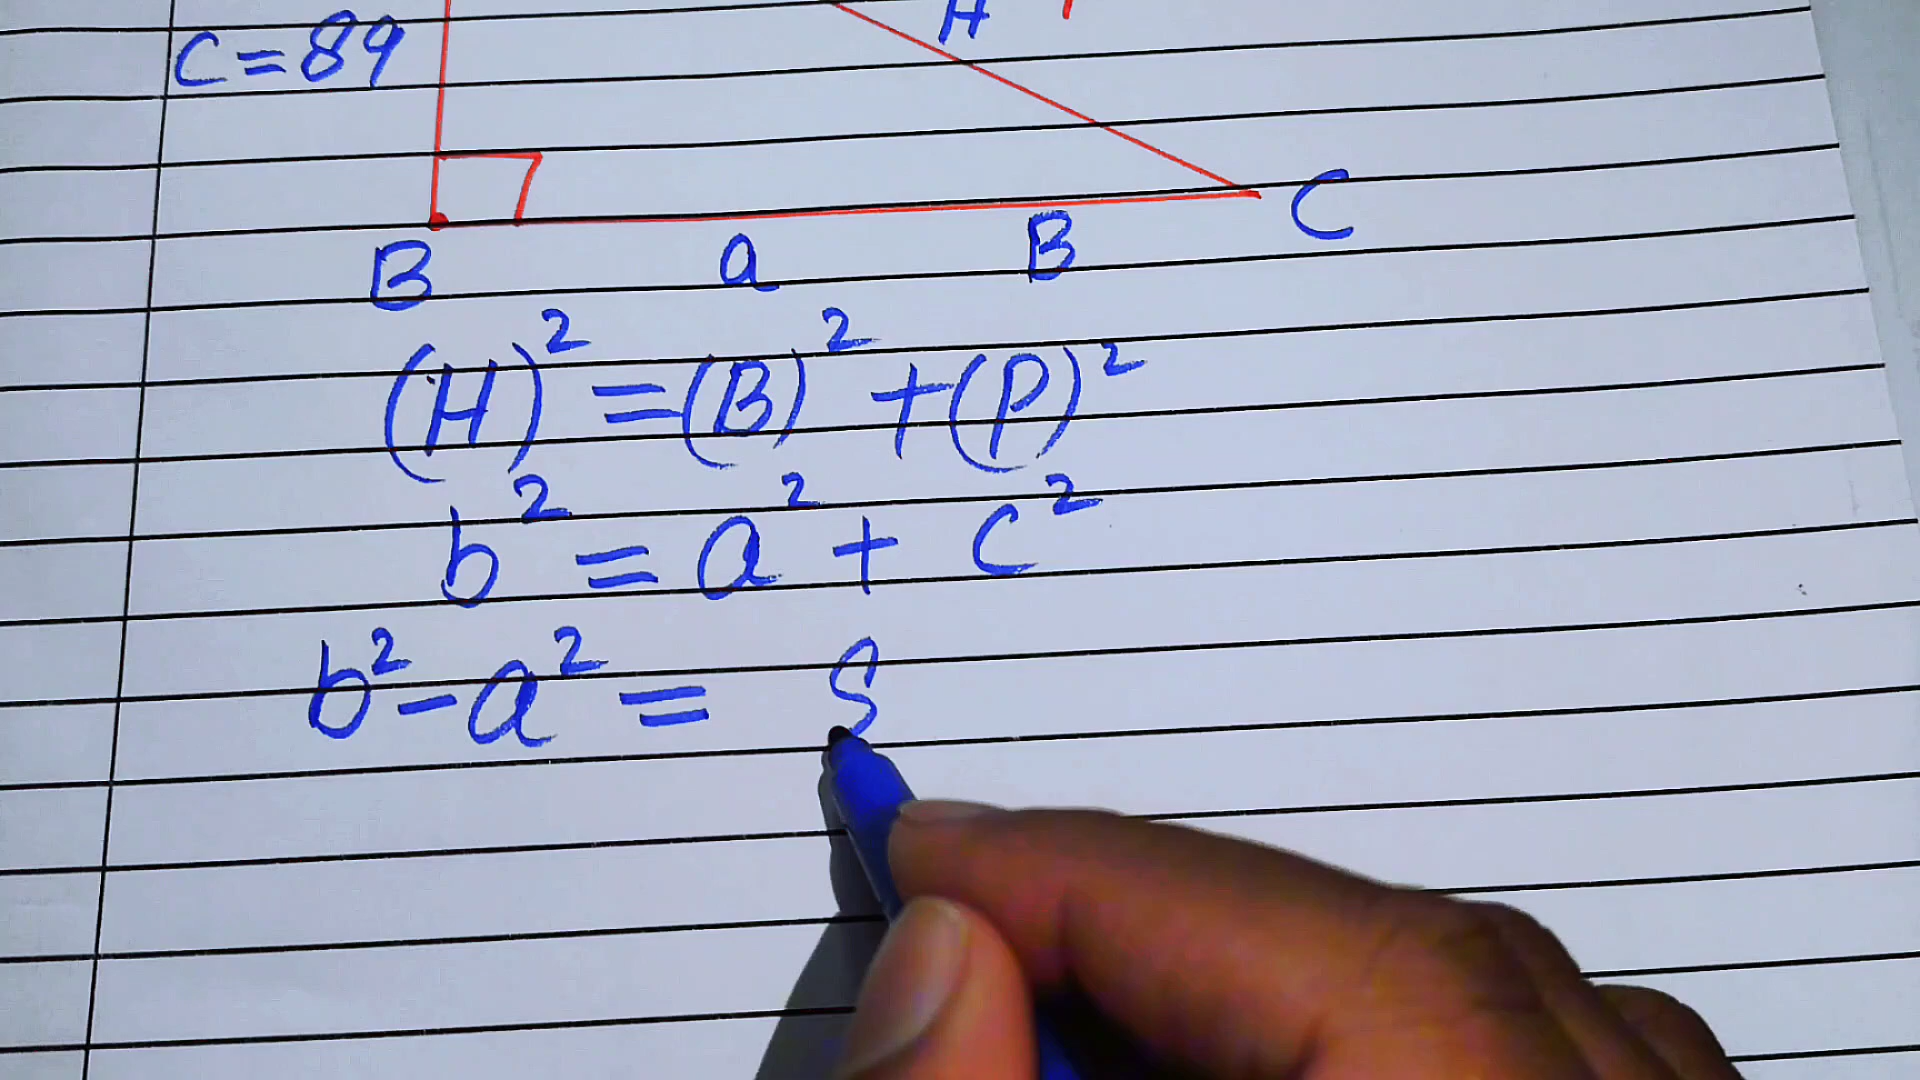 H
C = 89
C
B a B
(H)² = (B)² + (P)²
b² = a² + c²
b² - a² =